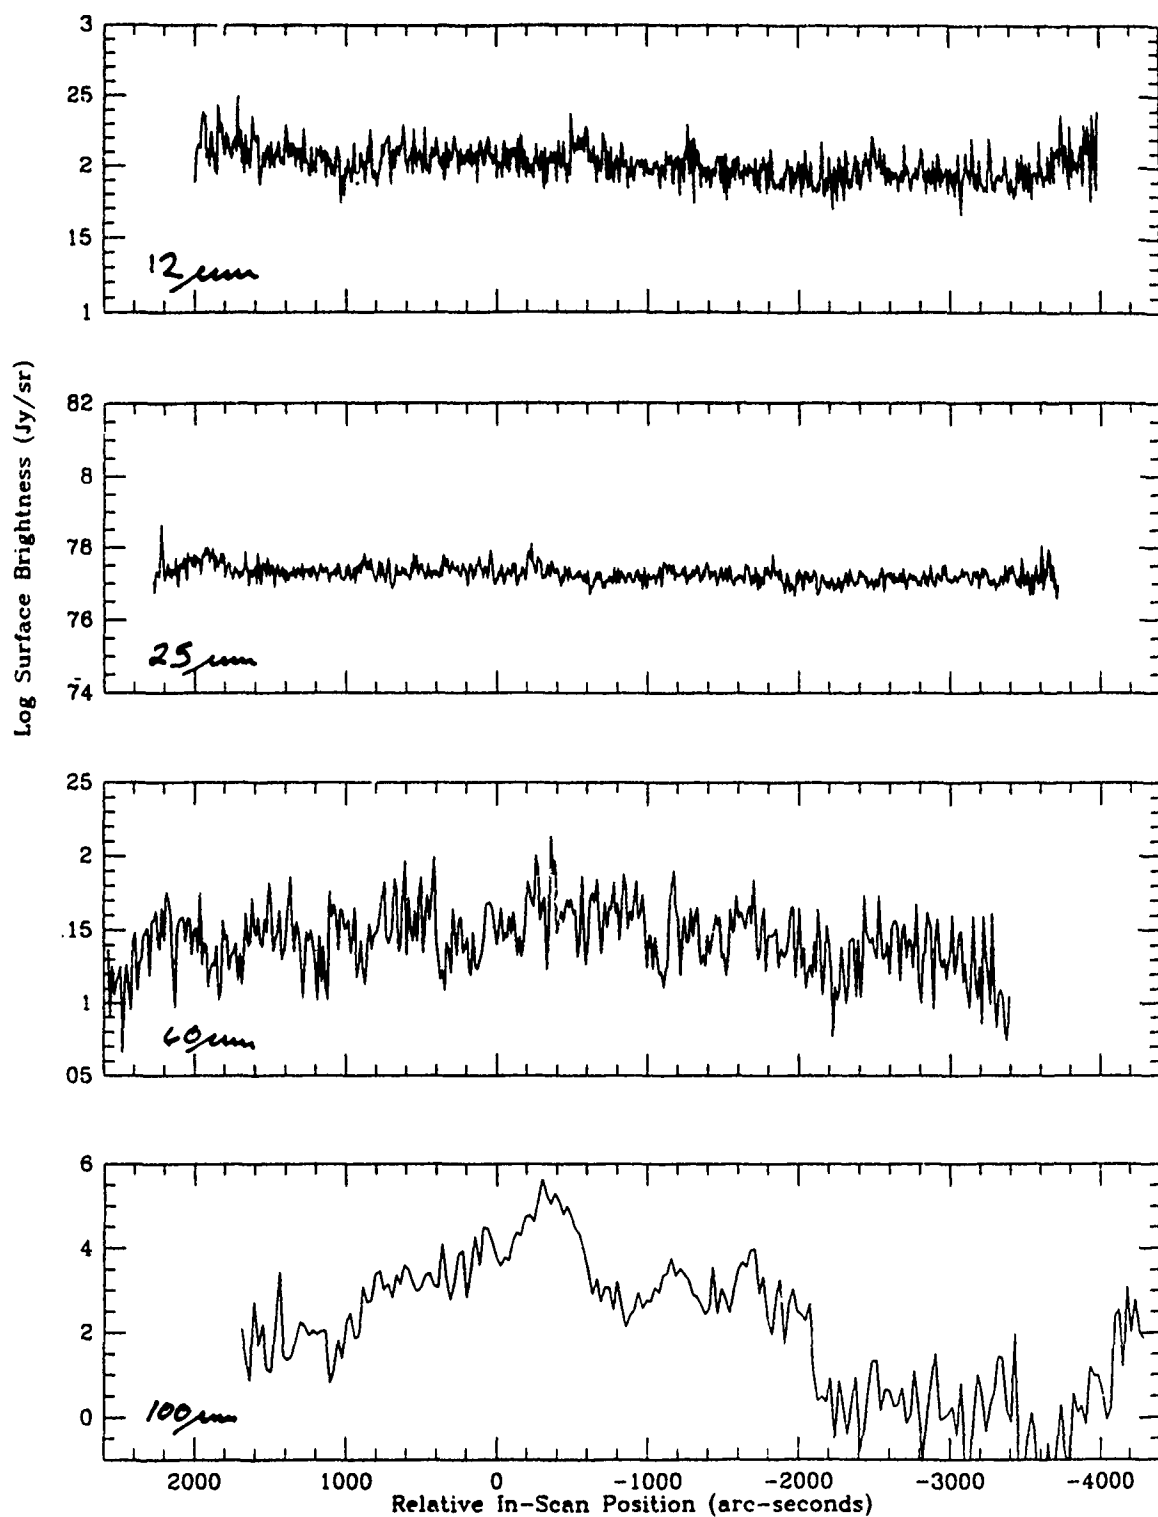 3
25
2
15
1
12 μm
82
8
78
76
74
25 μm
Log Surface Brightness (Jy/sr)
25
2
.15
1
05
60 μm
6
4
2
0
100 μm
2000 1000 0 -1000 -2000 -3000 -4000
Relative In-Scan Position (arc-seconds)